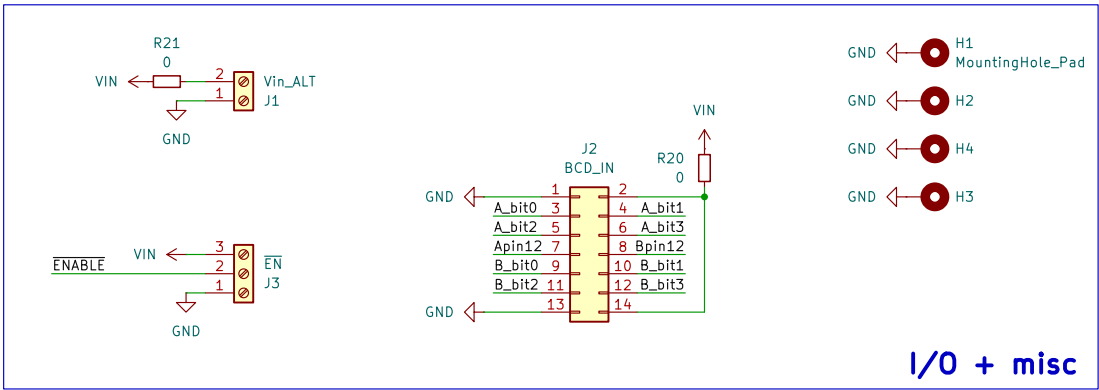 R21
0
VIN
2
1
Vin_ALT
J1
GND
VIN
3
2
1
ENABLE
EN
J3
GND
J2
BCD_IN
VIN
R20
0
GND
1
2
A_bit0
3
4
A_bit1
A_bit2
5
6
A_bit3
Apin12
7
8
Bpin12
B_bit0
9
10
B_bit1
B_bit2
11
12
B_bit3
GND
13
14
GND
H1
MountingHole_Pad
GND
H2
GND
H4
GND
H3
I/O + misc